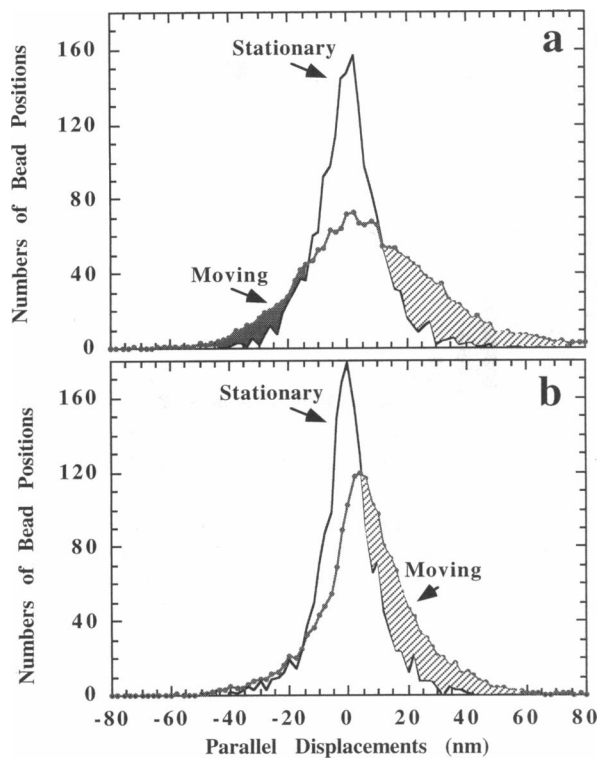 a
160
Stationary
120
80
Moving
40
0
Numbers of Bead Positions
b
160
Stationary
120
80
Moving
40
0
Numbers of Bead Positions
-80 -60 -40 -20 0 20 40 60 80
Parallel Displacements (nm)